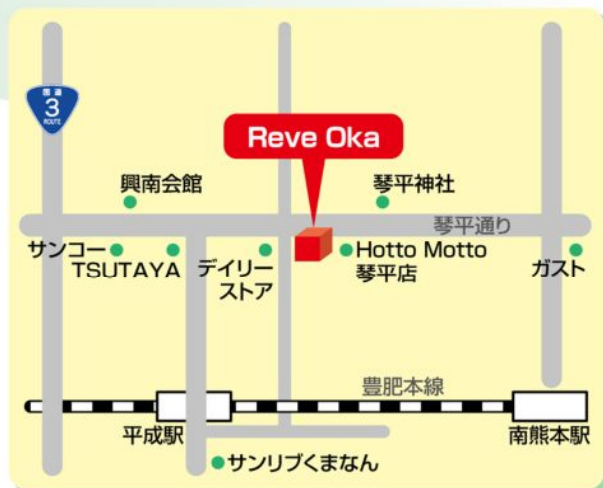 国道
3
ROUTE
Reve Oka
興南会館
琴平神社
琴平通り
サンコー
TSUTAYA
デイリー
ストア
Hotto Motto
琴平店
ガスト
豊肥本線
平成駅
南熊本駅
サンリブくまなん